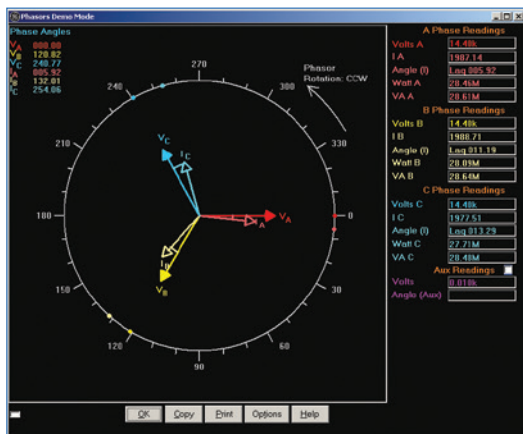 Phasors Demo Mode
Phase Angles
VA 000.00
VB 120.82
VC 240.77
IA 005.92
IB 132.01
IC 254.06
Phasor
Rotation: CCW
270
300
330
0
30
60
90
120
150
180
210
240
VC
IC
VA
A
IB
VB
A Phase Readings
Volts A 14.40k
I A 1987.14
Angle (I) Lag 005.92
Watt A 28.46M
VA A 28.61M
B Phase Readings
Volts B 14.40k
I B 1988.71
Angle (I) Lag 011.19
Watt B 28.09M
VA B 28.64M
C Phase Readings
Volts C 14.40k
I C 1977.51
Angle (I) Lag 013.29
Watt C 27.71M
VA C 28.48M
Aux Readings
Volts 0.010k
Angle (Aux)
OK Copy Print Options Help